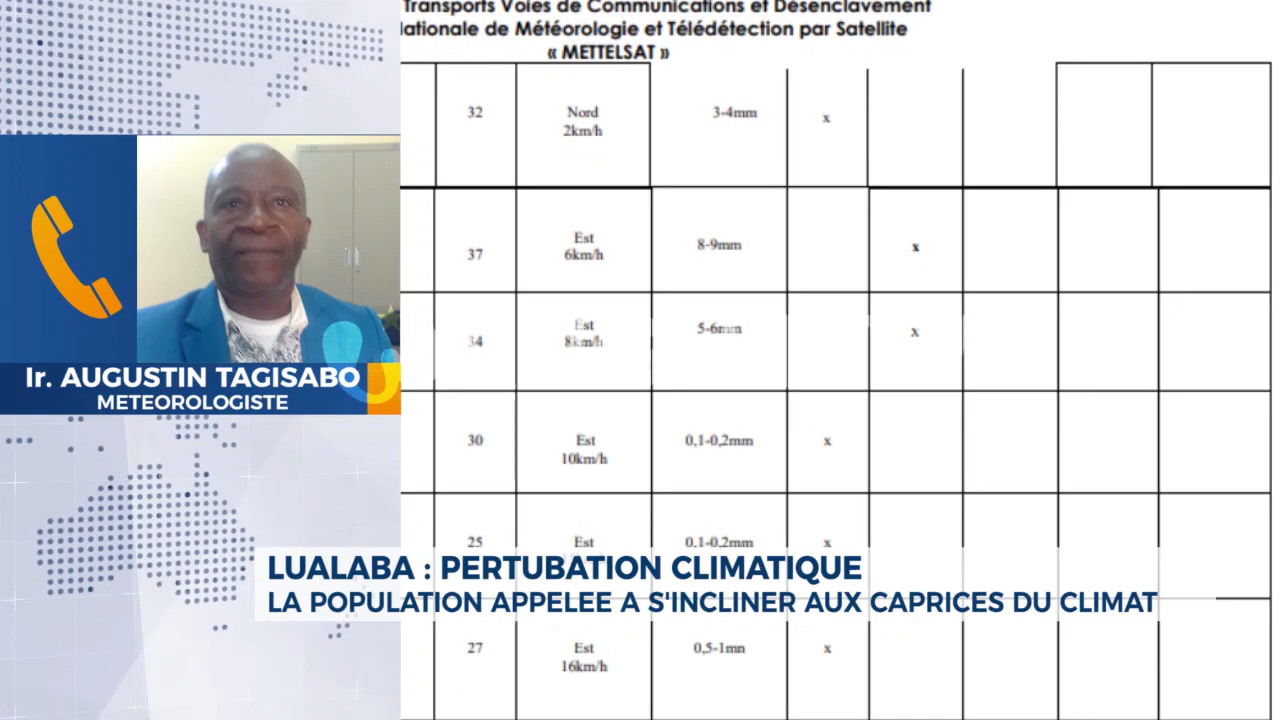 Transports Voies de Communications et Désenclavement
Nationale de Météorologie et Télédétection par Satellite
« METTELSAT »
32 Nord 3-4mm x
2km/h
37 Est 8-9mm x
6km/h
34 Est 5-6mm x
8km/h
Ir. AUGUSTIN TAGISABO
METEOROLOGISTE
30 Est 0,1-0,2mm x
10km/h
25 Est 0,1-0,2mm x
LUALABA : PERTUBATION CLIMATIQUE
LA POPULATION APPELEE A S'INCLINER AUX CAPRICES DU CLIMAT
27 Est 0,5-1mn x
16km/h